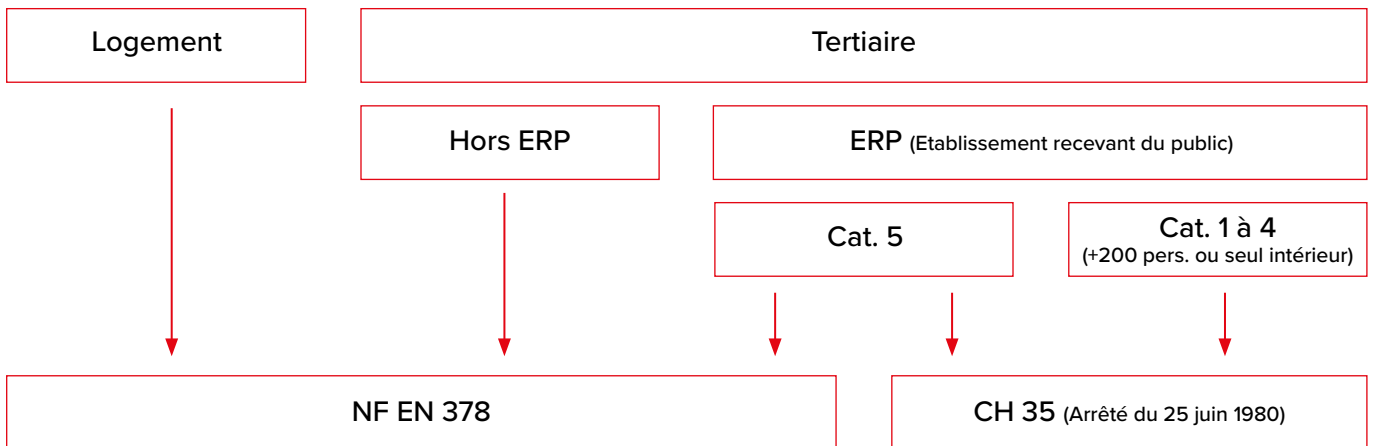 Logement
Tertiaire
Hors ERP
ERP (Etablissement recevant du public)
Cat. 5
Cat. 1 à 4
(+200 pers. ou seul intérieur)
NF EN 378
CH 35 (Arrêté du 25 juin 1980)